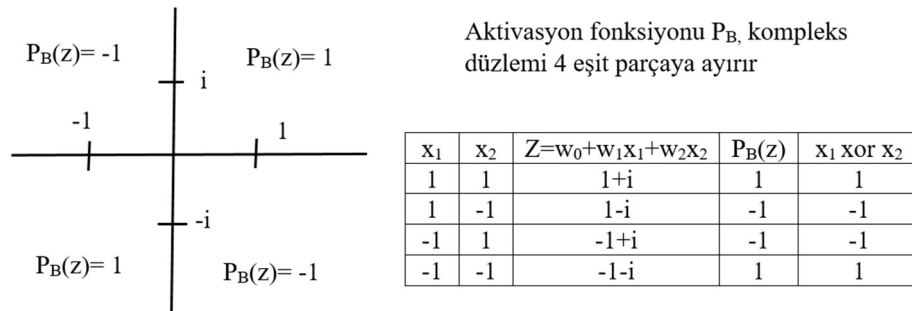 P_B(z)= -1
P_B(z)= 1
i
-1
1
-i
P_B(z)= 1
P_B(z)= -1
Aktivasyon fonksiyonu P_B, kompleks
düzlemi 4 eşit parçaya ayırır
x₁ x₂ Z=w₀+w₁x₁+w₂x₂ P_B(z) x₁ xor x₂
1 1 1+i 1 1
1 -1 1-i -1 -1
-1 1 -1+i -1 -1
-1 -1 -1-i 1 1